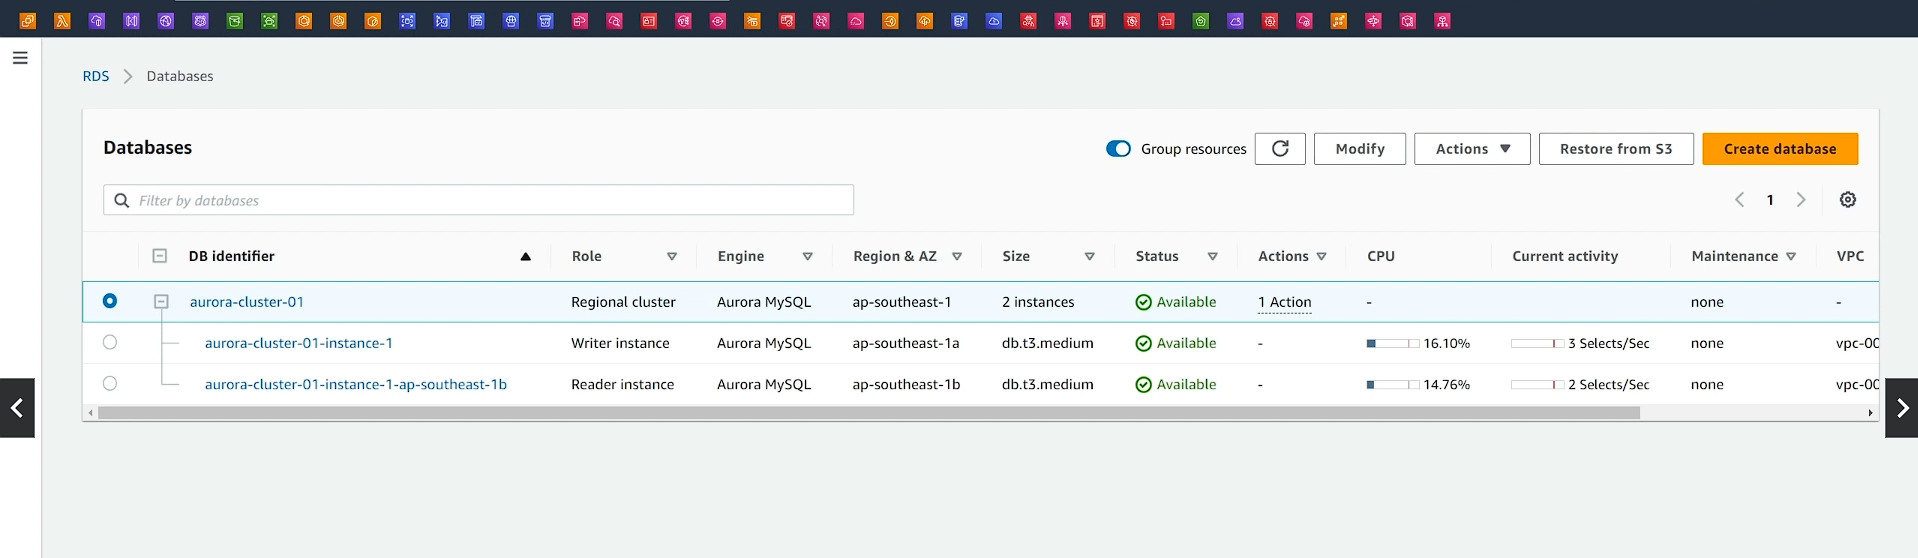 RDS > Databases
Databases
Group resources
Modify
Actions
Restore from S3
Create database
Filter by databases
1
DB identifier Role Engine Region & AZ Size Status Actions CPU Current activity Maintenance VPC
aurora-cluster-01 Regional cluster Aurora MySQL ap-southeast-1 2 instances Available 1 Action - none -
aurora-cluster-01-instance-1 Writer instance Aurora MySQL ap-southeast-1a db.t3.medium Available - 16.10% 3 Selects/Sec none vpc-00
aurora-cluster-01-instance-1-ap-southeast-1b Reader instance Aurora MySQL ap-southeast-1b db.t3.medium Available - 14.76% 2 Selects/Sec none vpc-00